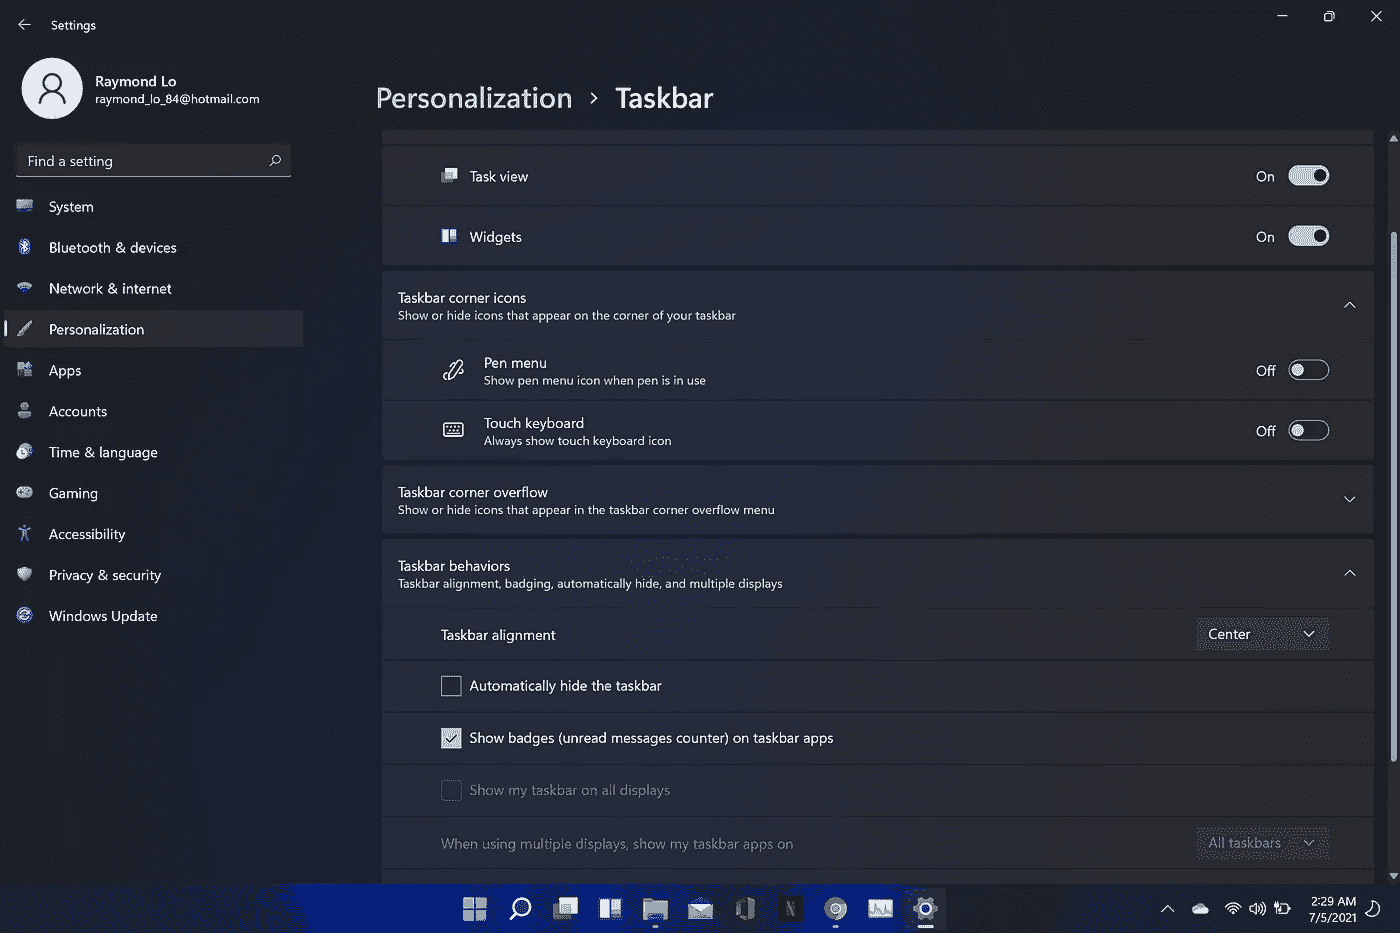 Settings
Raymond Lo
raymond_lo_84@hotmail.com
Find a setting
System
Bluetooth & devices
Network & internet
Personalization
Apps
Accounts
Time & language
Gaming
Accessibility
Privacy & security
Windows Update
Personalization > Taskbar
Task view On
Widgets On
Taskbar corner icons
Show or hide icons that appear on the corner of your taskbar
Pen menu
Show pen menu icon when pen is in use
Off
Touch keyboard
Always show touch keyboard icon
Off
Taskbar corner overflow
Show or hide icons that appear in the taskbar corner overflow menu
Taskbar behaviors
Taskbar alignment, badging, automatically hide, and multiple displays
Taskbar alignment Center
Automatically hide the taskbar
Show badges (unread messages counter) on taskbar apps
Show my taskbar on all displays
When using multiple displays, show my taskbar apps on All taskbars
N
2:29 AM
7/5/2021